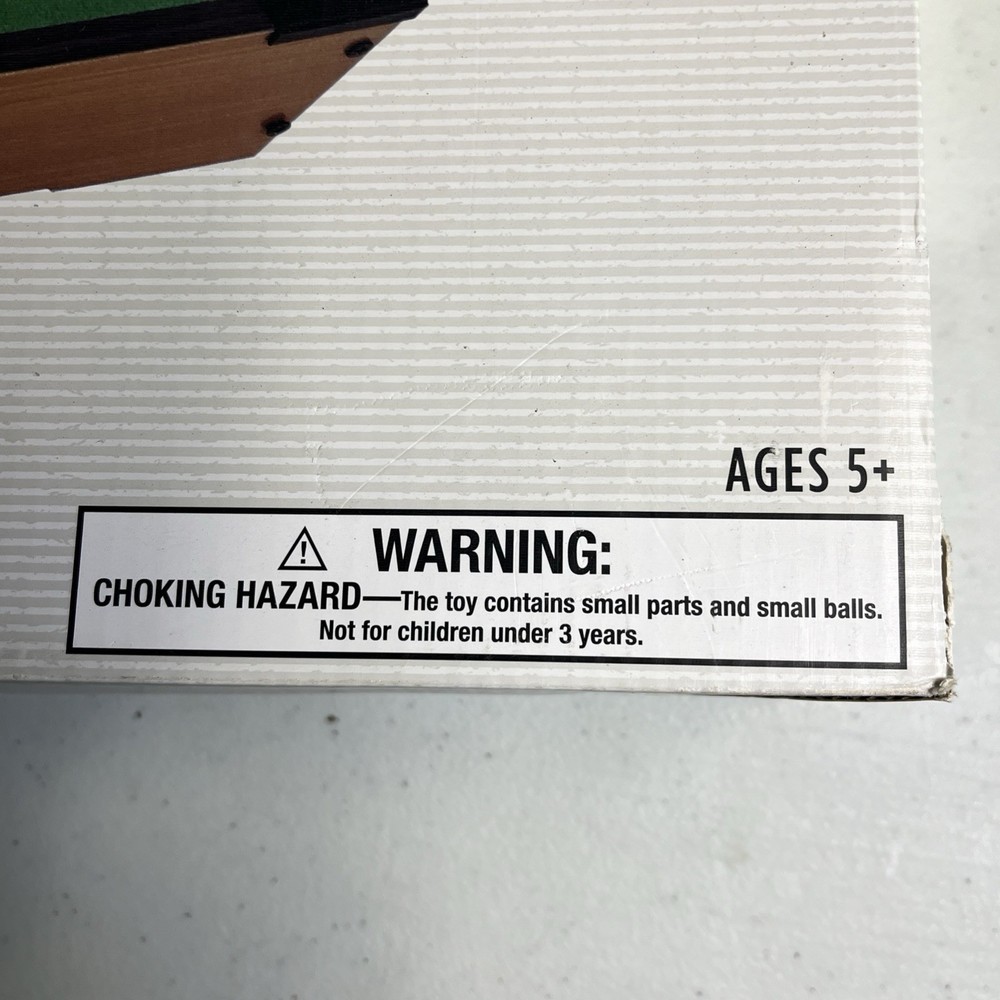 AGES 5+
⚠ WARNING:
CHOKING HAZARD—The toy contains small parts and small balls.
Not for children under 3 years.